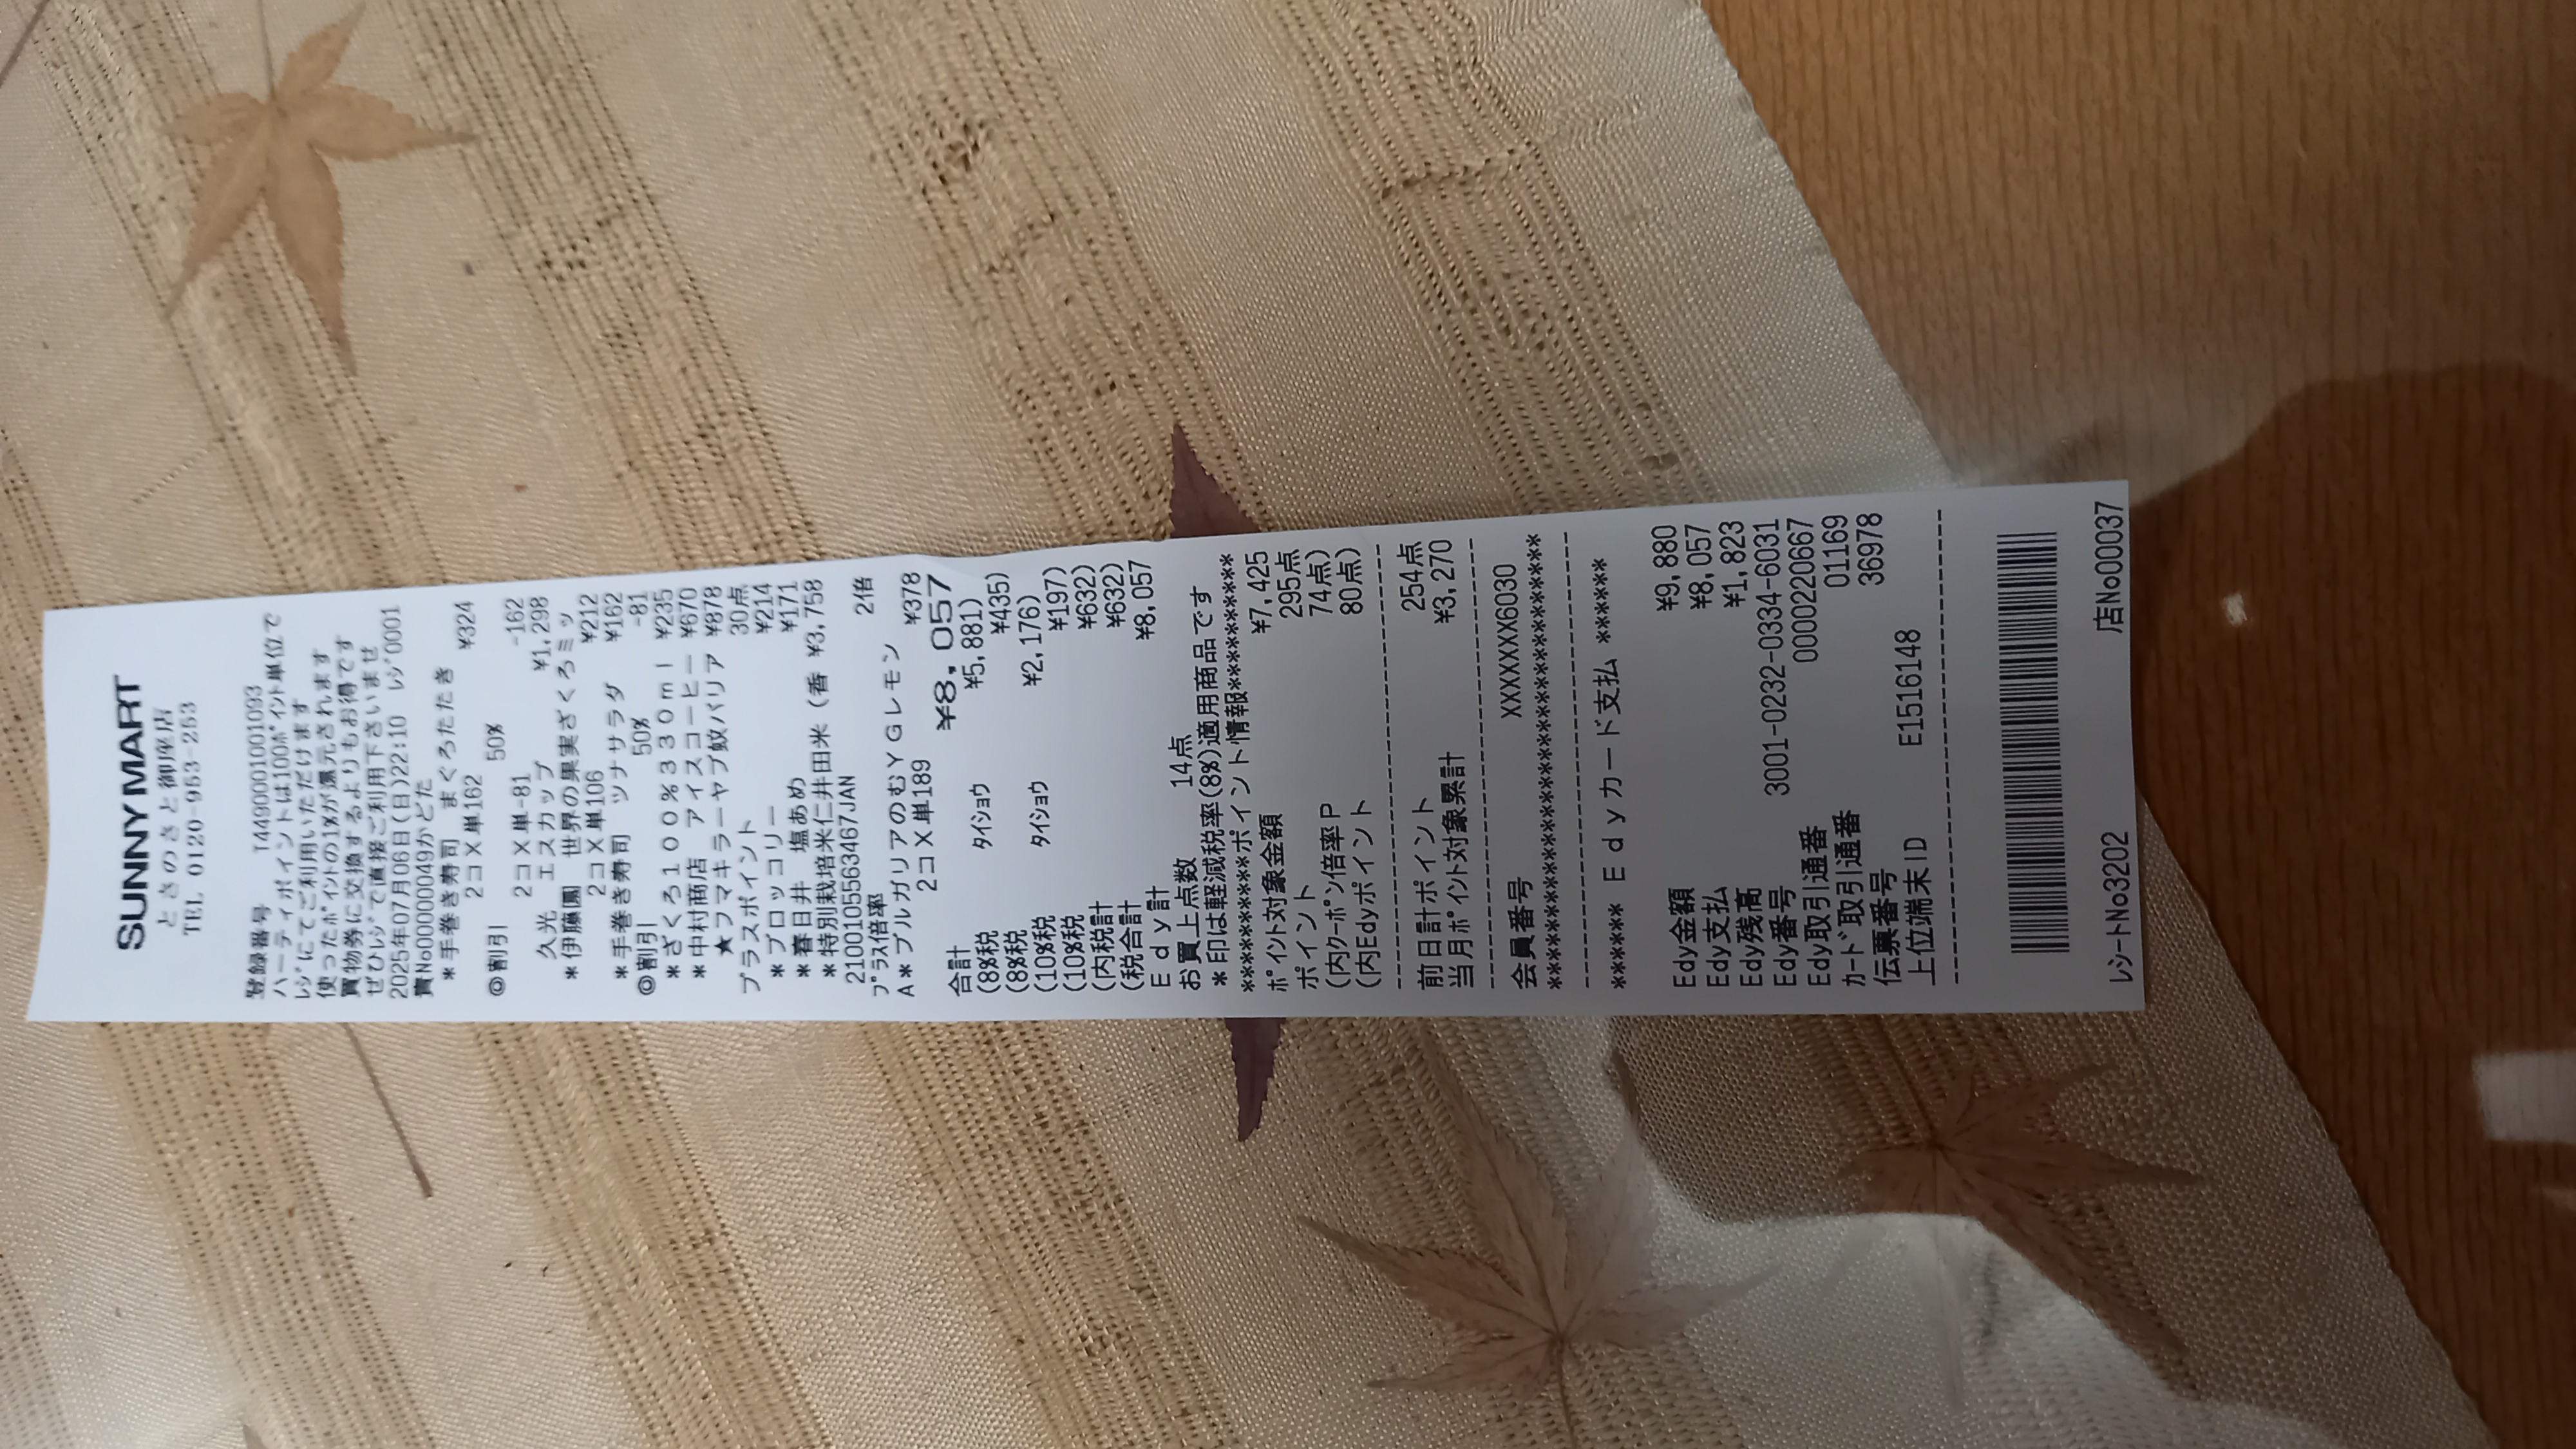 SUNNY MART
とさのさと御座店
TEL 0120-953-253
登録番号 T4490001001093
ハーティポイントは100ポイント単位で
レジにてご利用いただけます
使ったポイントの1%が還元されます
買物券に交換するよりもお得です
ぜひレジで直接ご利用下さいませ
2025年07月06日(日)22:10 レジ0001
責No00000049かどた
*手巻き寿司 まぐろたたき
2コX単162 ¥324
◎割引 50%
2コX単-81 -162
久光 エスカップ ¥1,298
*伊藤園 世界の果実ざくろミッ
2コX単106 ¥212
*手巻き寿司 ツナサラダ ¥162
◎割引 50% -81
*ざくろ100%330ml ¥235
*中村商店 アイスコーヒー ¥670
★フマキラーヤブ蚊バリア ¥878
プラスポイント 30点
*ブロッコリー ¥214
*春日井 塩あめ ¥171
*特別栽培米仁井田米(香 ¥3,758
2100105563467JAN
プラス倍率 2倍
A*ブルガリアのむYGレモン
2コX単189 ¥378
合計 ¥8,057
(8%税 タイショウ ¥5,881)
(8%税 ¥435)
(10%税 タイショウ ¥2,176)
(10%税 ¥197)
(内税計 ¥632)
(税合計 ¥632)
Edy計 ¥8,057
お買上点数 14点
*印は軽減税率(8%)適用商品です
************ポイント情報************
ポイント対象金額 ¥7,425
ポイント 295点
(内クーポン倍率P 74点)
(内Edyポイント 80点)
前日計ポイント 254点
当月ポイント対象累計 ¥3,270
会員番号 XXXXXXXX6030
************************************
****** Edyカード支払 ******
Edy金額 ¥9,880
Edy支払 ¥8,057
Edy残高 ¥1,823
Edy番号 3001-0232-0334-6031
Edy取引通番 0000220667
カード取引通番 01169
伝票番号 36978
上位端末ID E1516148
レシートNo3202 店No00037